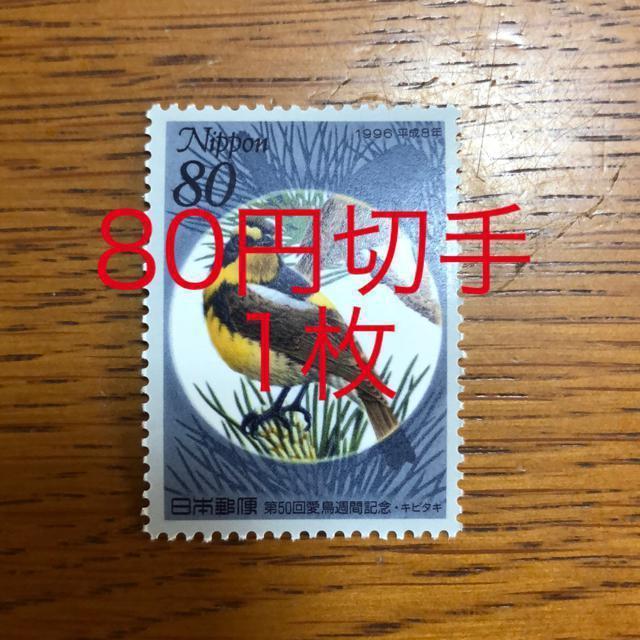 Nippon
1996 平成8年
80
80円切手
1枚
日本郵便 第50回愛鳥週間記念・キビタキ